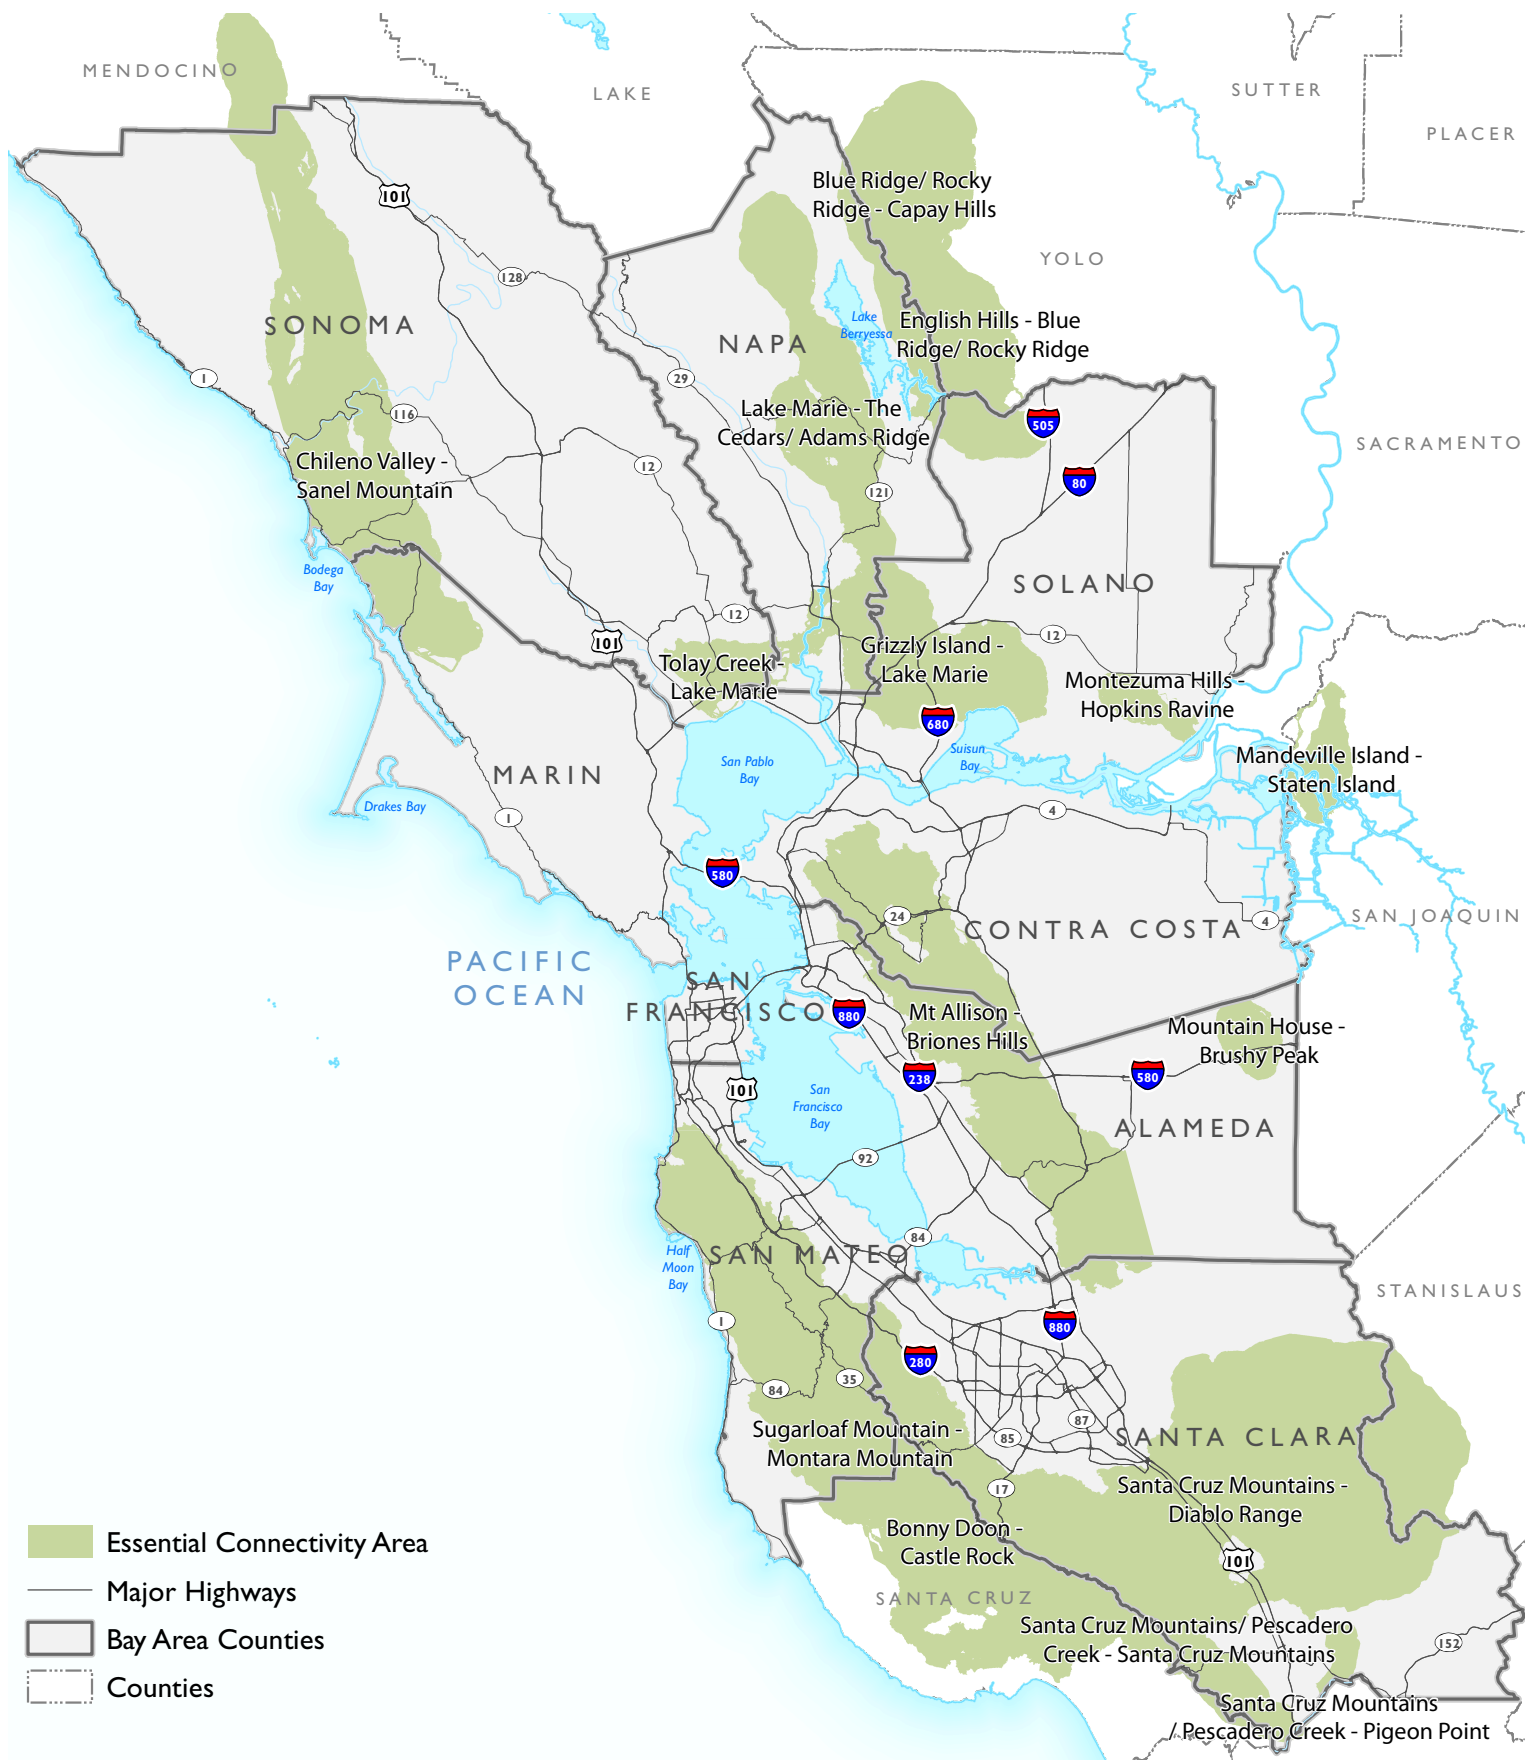 MENDOCINO
LAKE
SUTTER
PLACER
Blue Ridge/ Rocky
Ridge - Capay Hills
101
YOLO
128
SONOMA
Lake
Berryessa
English Hills - Blue
Ridge/ Rocky Ridge
NAPA
1
29
116
Lake Marie - The
Cedars/ Adams Ridge
505
SACRAMENTO
Chileno Valley -
Sanel Mountain
12
80
121
Bodega
Bay
SOLANO
12
101
12
Tolay Creek -
Lake Marie
Grizzly Island -
Lake Marie
Montezuma Hills -
Hopkins Ravine
680
Suisun
Bay
Mandeville Island -
Staten Island
San Pablo
Bay
MARIN
Drakes Bay
1
4
580
24
CONTRA COSTA
4
SAN JOAQUIN
PACIFIC
OCEAN
SAN
FRANCISCO
880
Mt Allison -
Briones Hills
Mountain House -
Brushy Peak
238
580
101
San
Francisco
Bay
ALAMEDA
92
84
Half
Moon
Bay
SAN MATEO
STANISLAUS
1
880
280
84
35
87
85
SANTA CLARA
Sugarloaf Mountain -
Montara Mountain
17
Santa Cruz Mountains -
Diablo Range
Bonny Doon -
Castle Rock
101
SANTA CRUZ
Santa Cruz Mountains/ Pescadero
Creek - Santa Cruz Mountains
152
Santa Cruz Mountains
/ Pescadero Creek - Pigeon Point
Essential Connectivity Area
Major Highways
Bay Area Counties
Counties